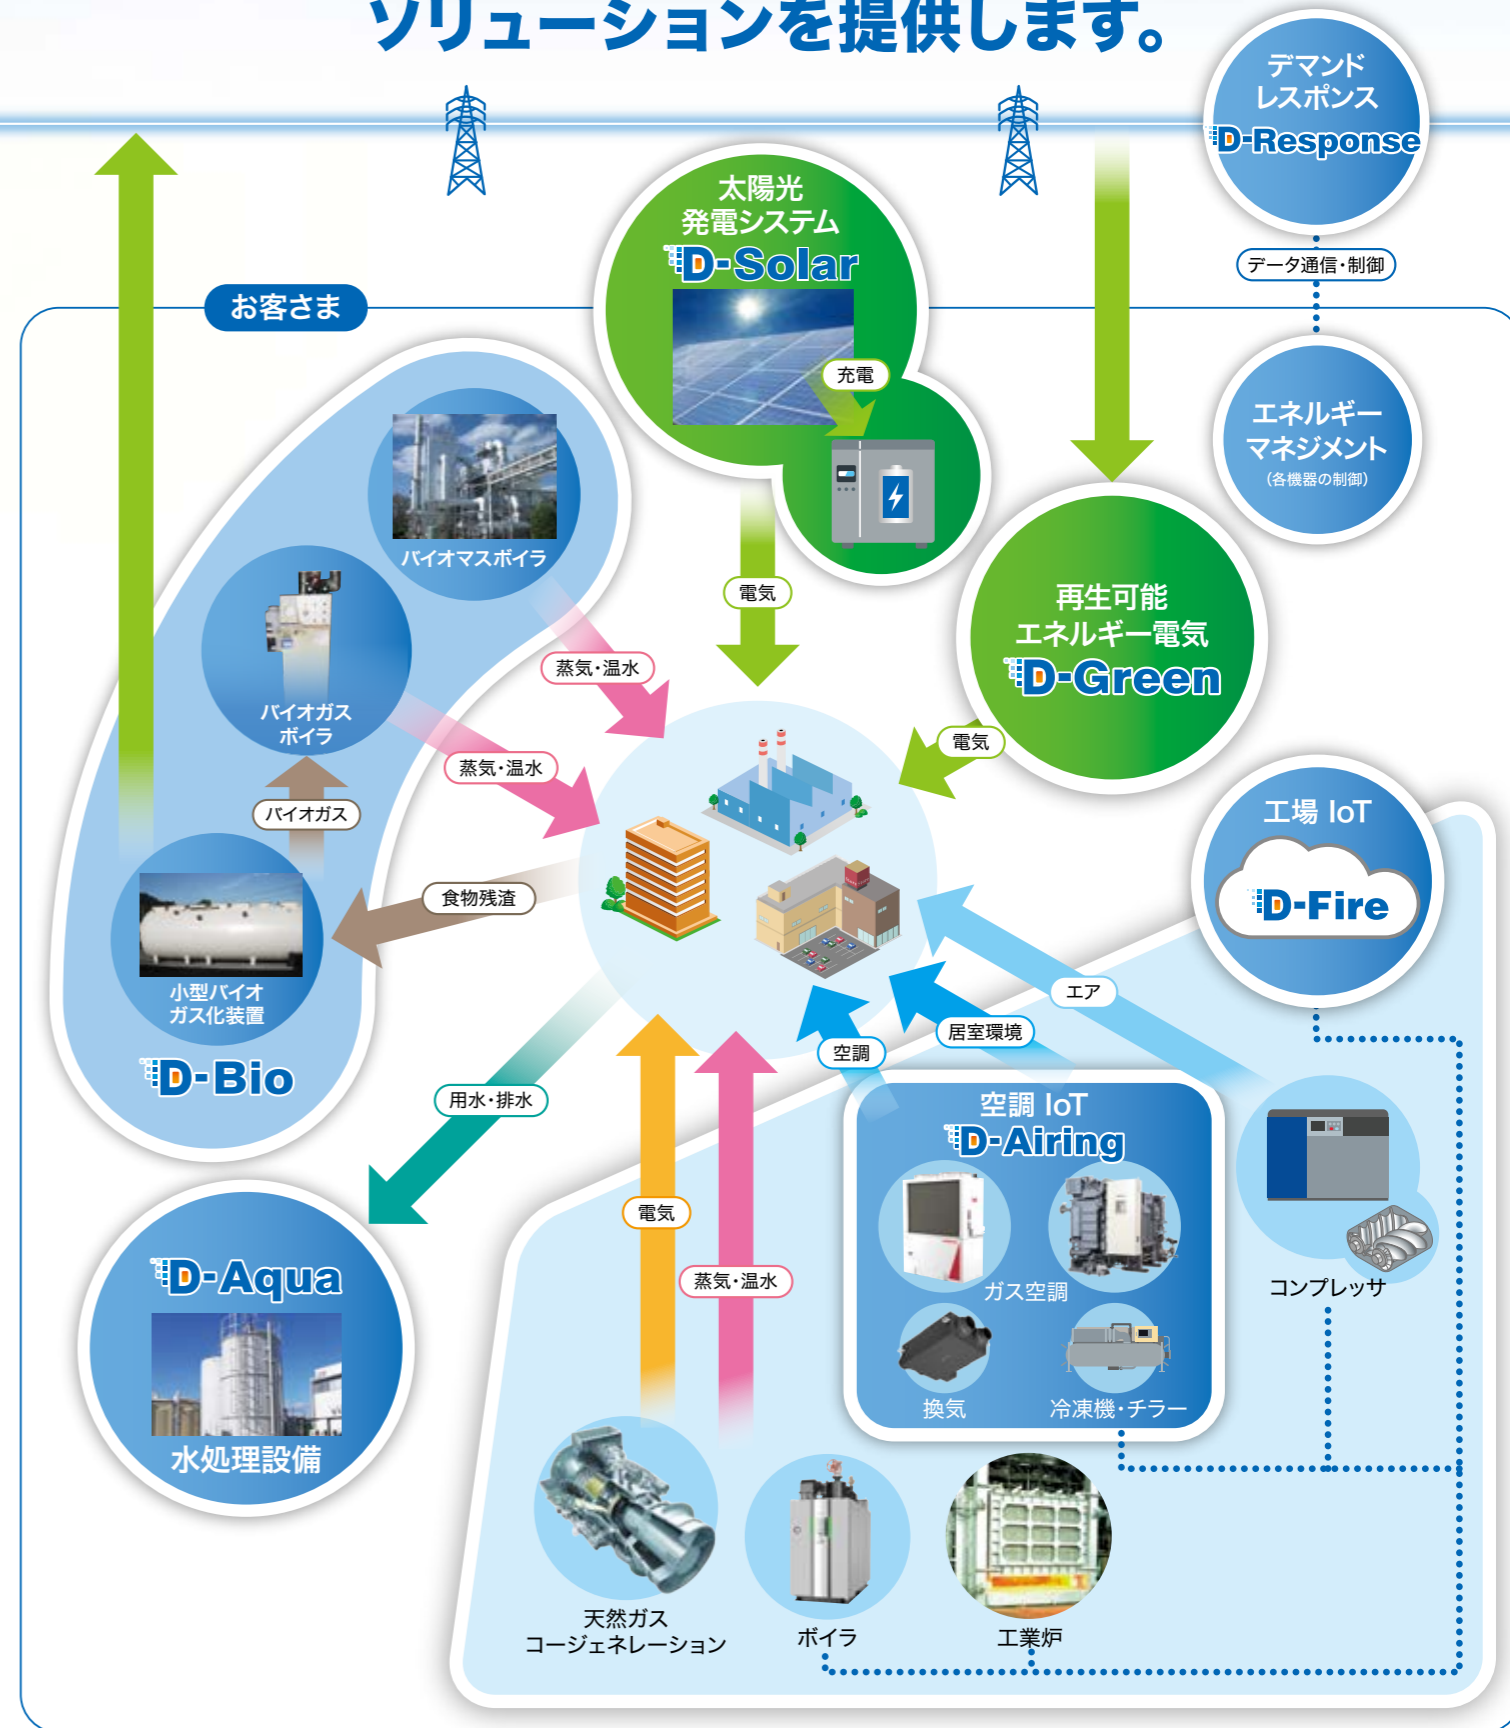 ソリューションを提供します。
デマンド
レスポンス
D-Response
データ通信・制御
お客さま
太陽光
発電システム
D-Solar
充電
エネルギー
マネジメント
(各機器の制御)
バイオマスボイラ
電気
再生可能
エネルギー電気
D-Green
蒸気・温水
バイオガス
ボイラ
電気
蒸気・温水
バイオガス
工場 IoT
D-Fire
食物残渣
小型バイオ
ガス化装置
D-Bio
エア
居室環境
空調
用水・排水
空調 IoT
D-Airing
ガス空調
換気
冷凍機・チラー
コンプレッサ
電気
蒸気・温水
D-Aqua
水処理設備
天然ガス
コージェネレーション
ボイラ
工業炉